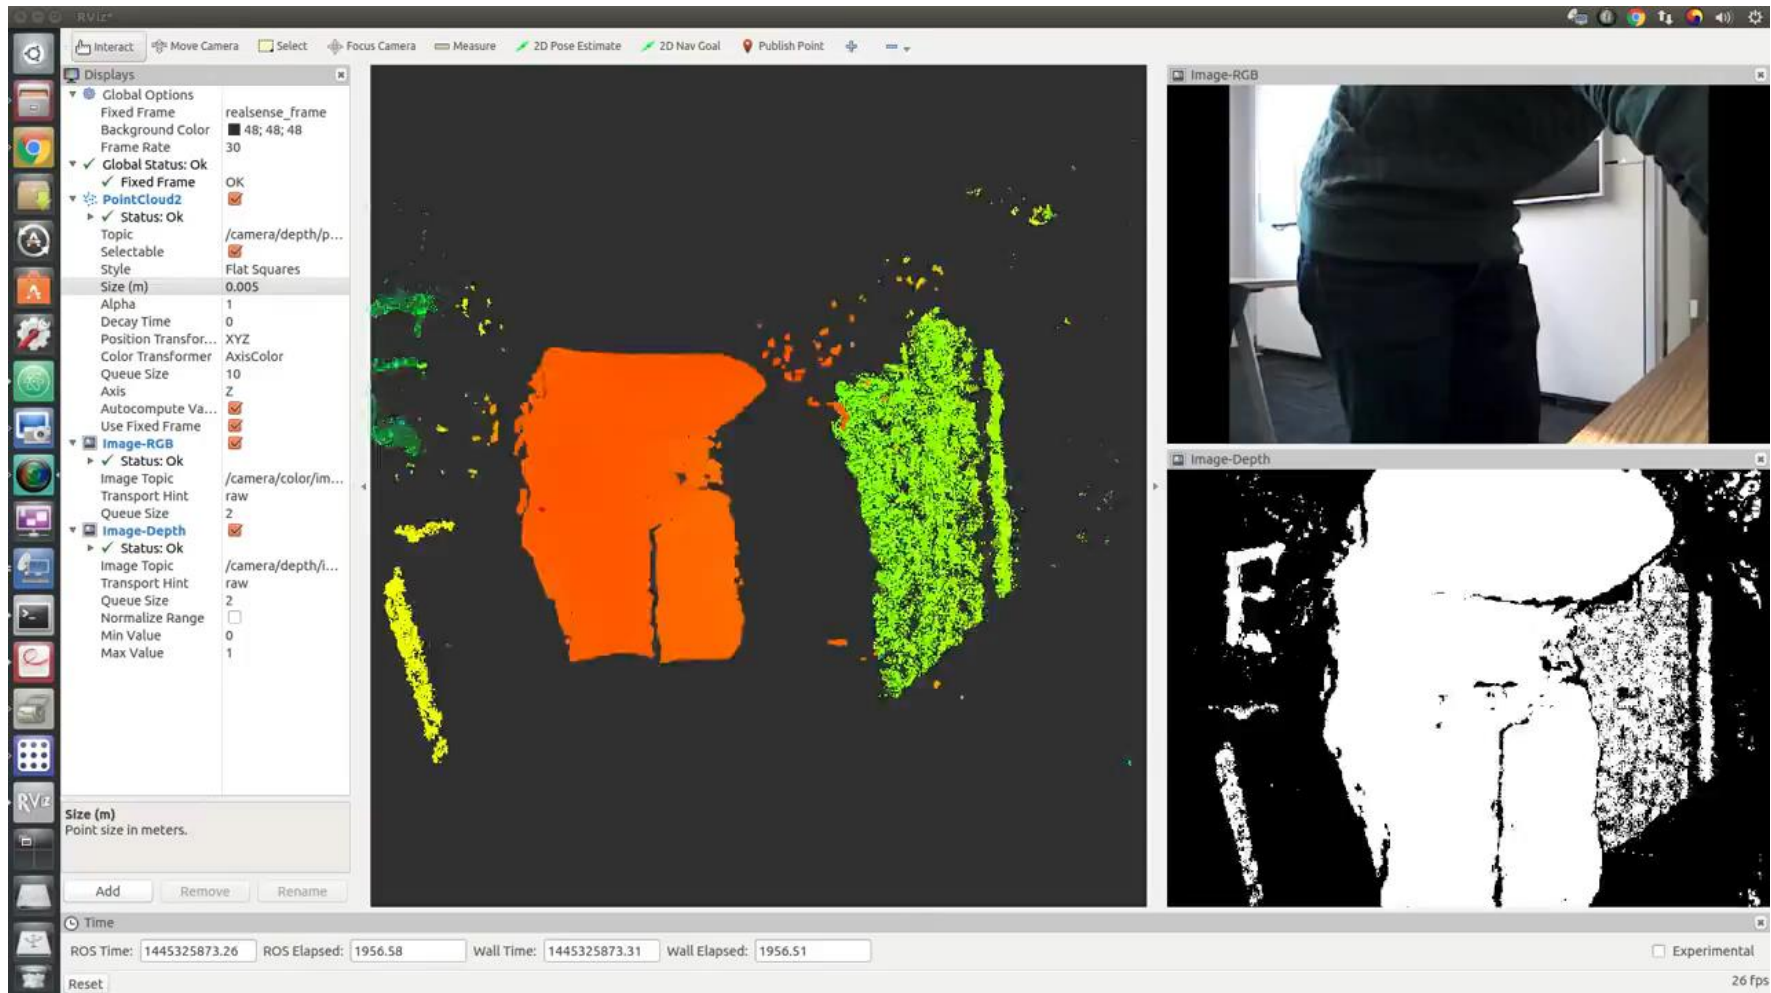 RViz*
Interact Move Camera Select Focus Camera Measure 2D Pose Estimate 2D Nav Goal Publish Point
Displays
Global Options
Fixed Frame realsense_frame
Background Color 48; 48; 48
Frame Rate 30
Global Status: Ok
Fixed Frame OK
PointCloud2
Status: Ok
Topic /camera/depth/p...
Selectable
Style Flat Squares
Size (m) 0.005
Alpha 1
Decay Time 0
Position Transfor... XYZ
Color Transformer AxisColor
Queue Size 10
Axis Z
Autocompute Va...
Use Fixed Frame
Image-RGB
Status: Ok
Image Topic /camera/color/im...
Transport Hint raw
Queue Size 2
Image-Depth
Status: Ok
Image Topic /camera/depth/i...
Transport Hint raw
Queue Size 2
Normalize Range
Min Value 0
Max Value 1
Size (m)
Point size in meters.
Add Remove Rename
Image-RGB
Image-Depth
RViz
Time
ROS Time: 1445325873.26 ROS Elapsed: 1956.58 Wall Time: 1445325873.31 Wall Elapsed: 1956.51 Experimental
Reset 26 fps